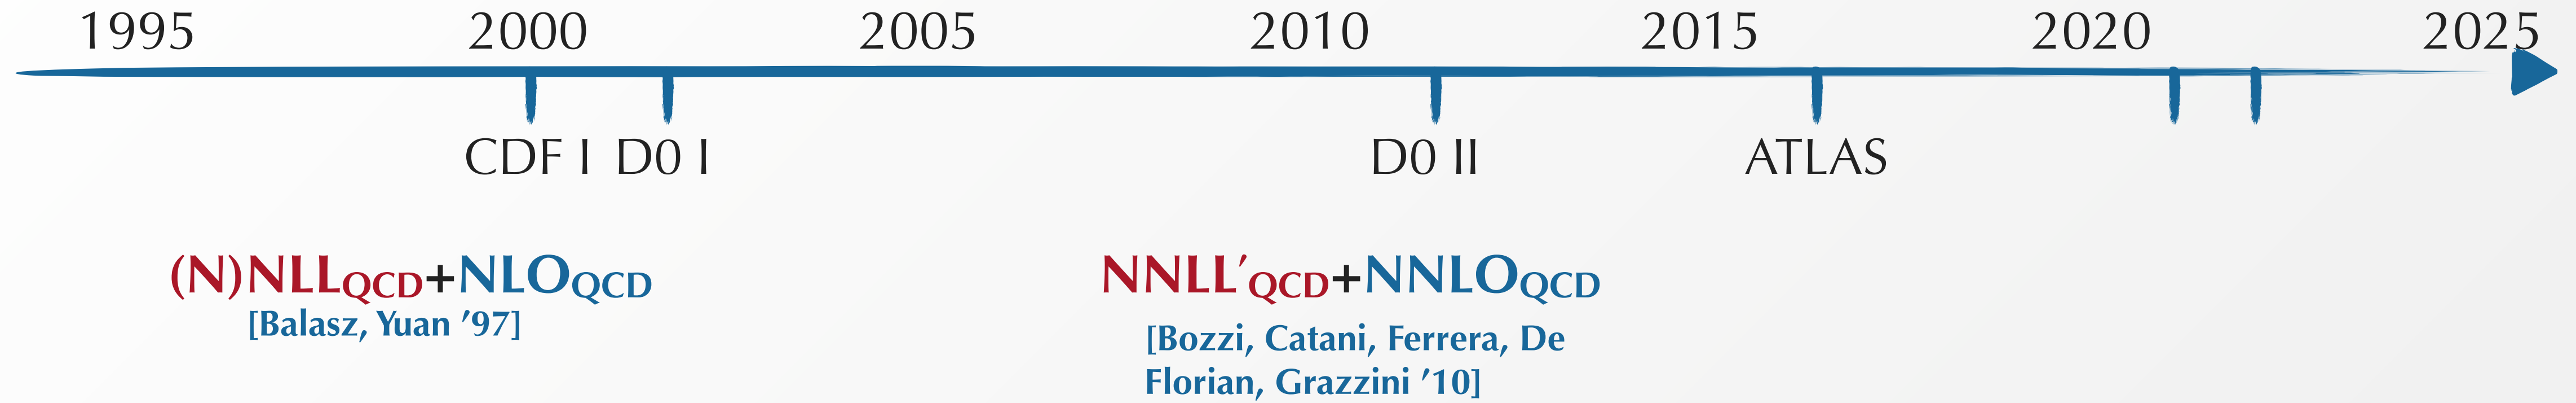 1995 2000 2005 2010 2015 2020 2025
CDF I D0 I D0 II ATLAS
(N)NLLQCD+NLOQCD NNLL′QCD+NNLOQCD
[Balasz, Yuan ’97]
[Bozzi, Catani, Ferrera, De
Florian, Grazzini ’10]